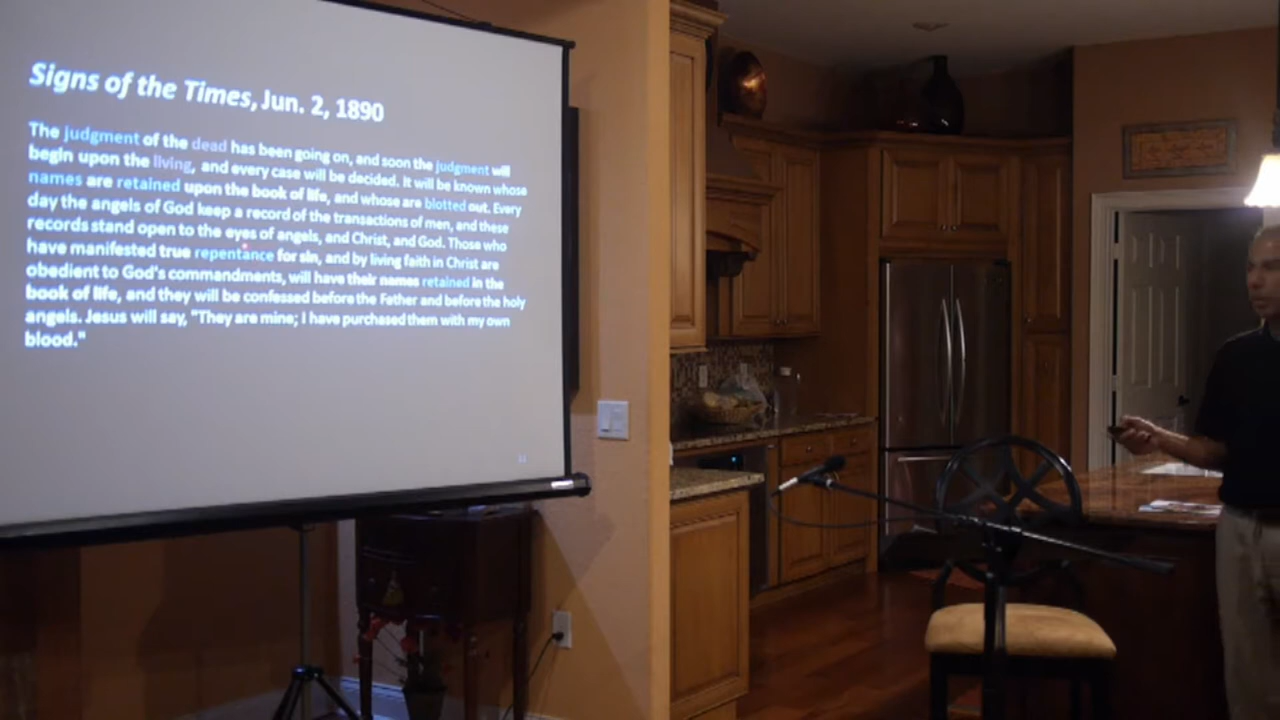 Signs of the Times, Jun. 2, 1890
The judgment of the dead has been going on, and soon the judgment will
begin upon the living, and every case will be decided. It will be known whose
names are retained upon the book of life, and whose are blotted out. Every
day the angels of God keep a record of the transactions of men, and these
records stand open to the eyes of angels, and Christ, and God. Those who
have manifested true repentance for sin, and by living faith in Christ are
obedient to God's commandments, will have their names retained in the
book of life, and they will be confessed before the Father and before the holy
angels. Jesus will say, "They are mine; I have purchased them with my own
blood."